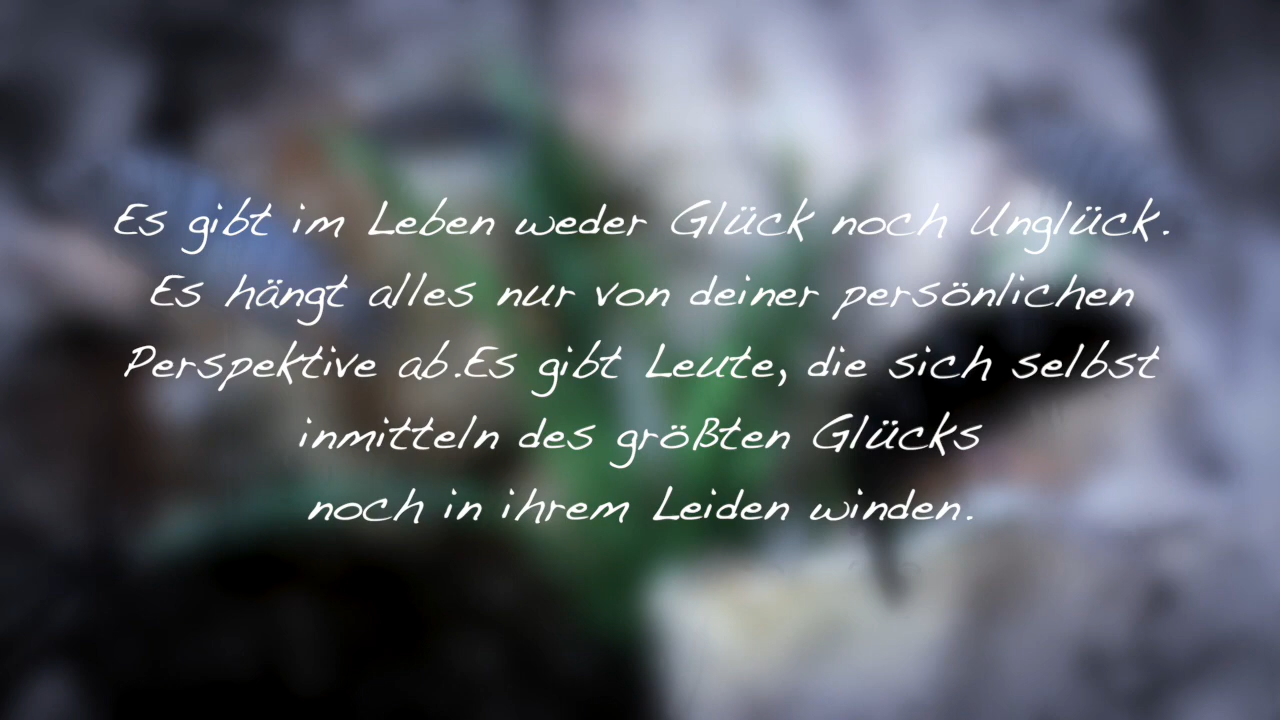 Es gibt im Leben weder Glück noch Unglück.
Es hängt alles nur von deiner persönlichen
Perspektive ab.Es gibt Leute, die sich selbst
inmitteln des größten Glücks
noch in ihrem Leiden winden.